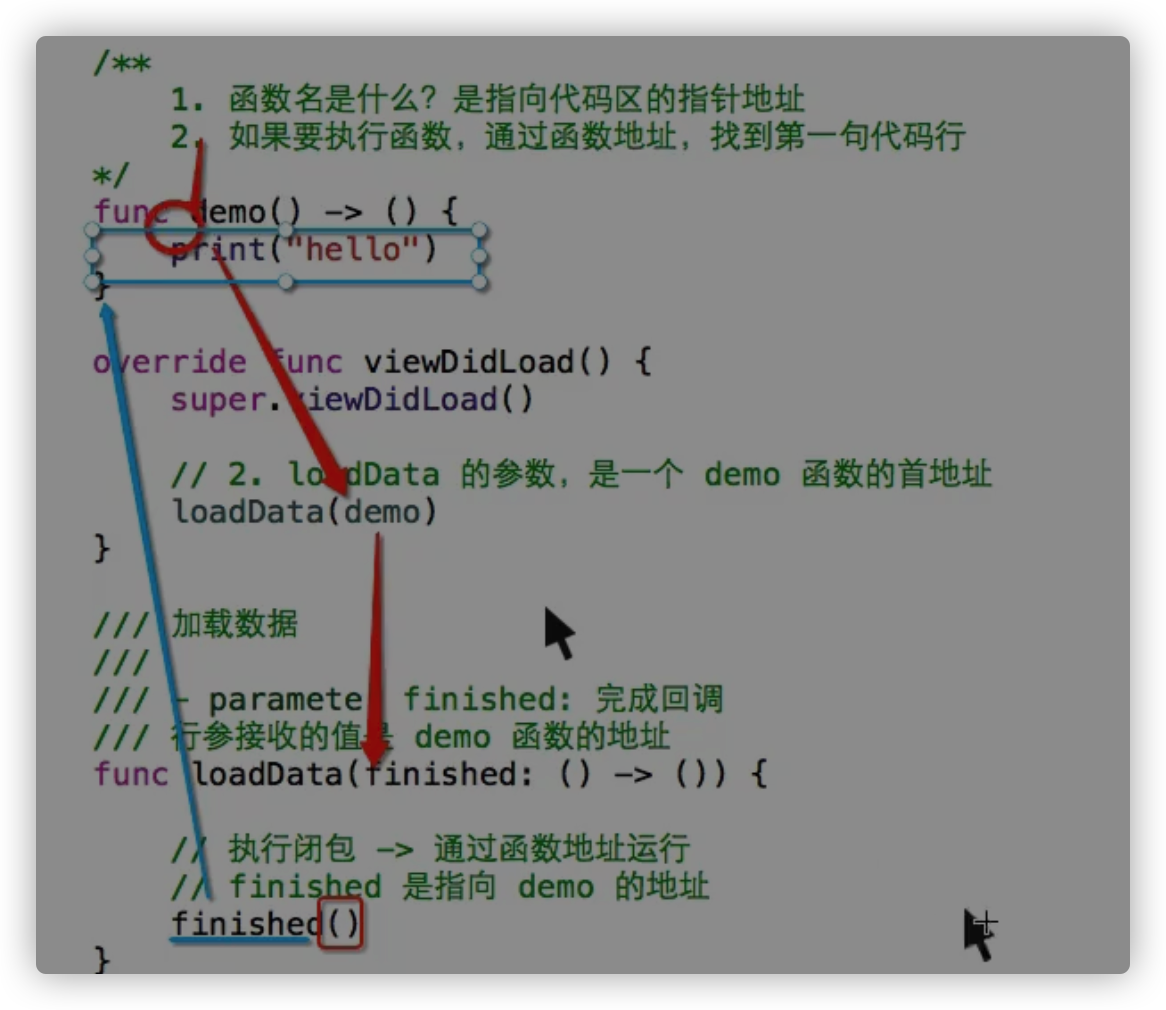 /**
1. 函数名是什么？是指向代码区的指针地址
2. 如果要执行函数，通过函数地址，找到第一句代码行
*/
func demo() -> () {
print("hello")
}
override func viewDidLoad() {
super.viewDidLoad()
// 2. loadData 的参数，是一个 demo 函数的首地址
loadData(demo)
}
/// 加载数据
///
/// - parameter finished: 完成回调
/// 行参接收的值是 demo 函数的地址
func loadData(finished: () -> ()) {
// 执行闭包 -> 通过函数地址运行
// finished 是指向 demo 的地址
finished()
}